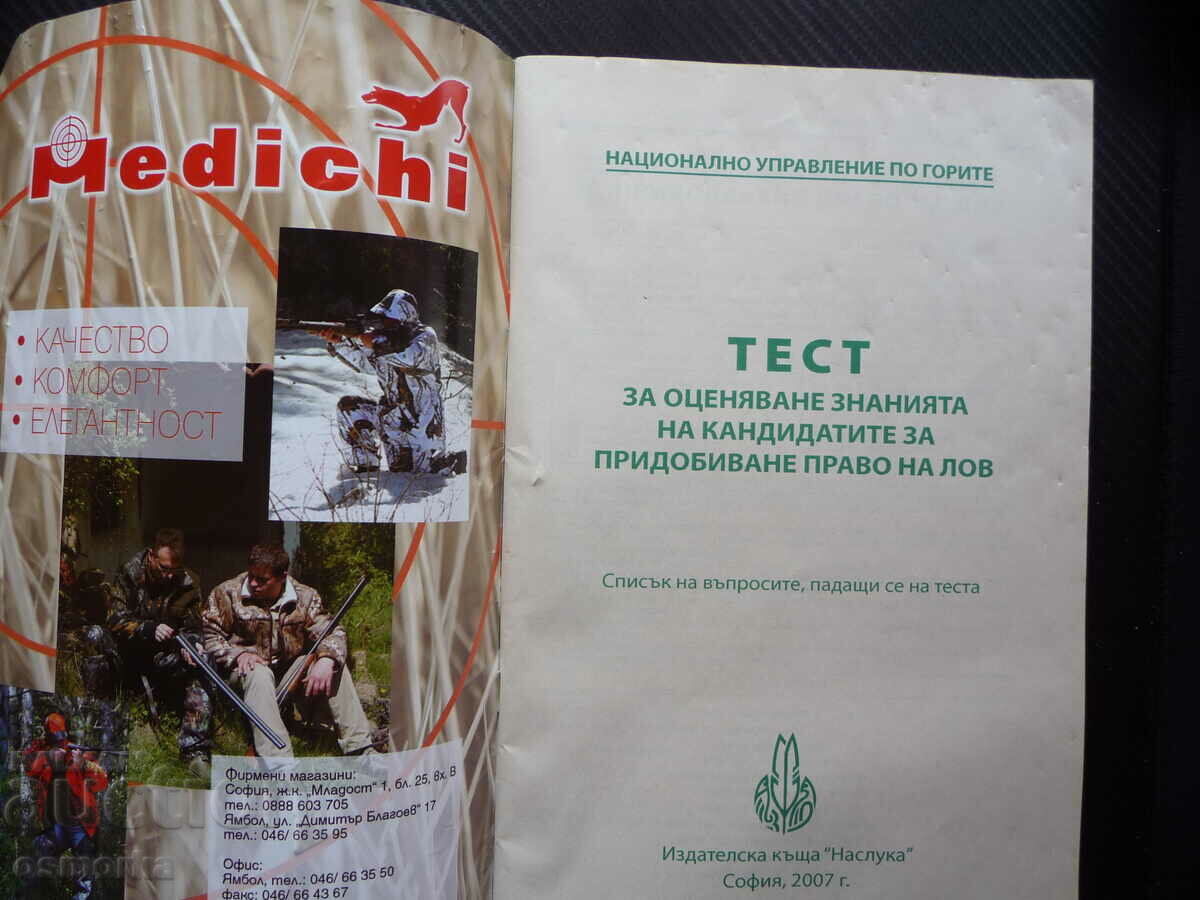 Medichi
• КАЧЕСТВО
• КОМФОРТ
• ЕЛЕГАНТНОСТ
Фирмени магазини:
София, ж.к. „Младост“ 1, бл. 25, вх. В
тел.: 0888 603 705
Ямбол, ул. „Димитър Благоев“ 17
тел.: 046/ 66 35 95
Офис:
Ямбол, тел.: 046/ 66 35 50
факс: 046/ 66 43 67
osmorka
НАЦИОНАЛНО УПРАВЛЕНИЕ ПО ГОРИТЕ
ТЕСТ
ЗА ОЦЕНЯВАНЕ ЗНАНИЯТА
НА КАНДИДАТИТЕ ЗА
ПРИДОБИВАНЕ ПРАВО НА ЛОВ
Списък на въпросите, падащи се на теста
Издателска къща “Наслука“
София, 2007 г.